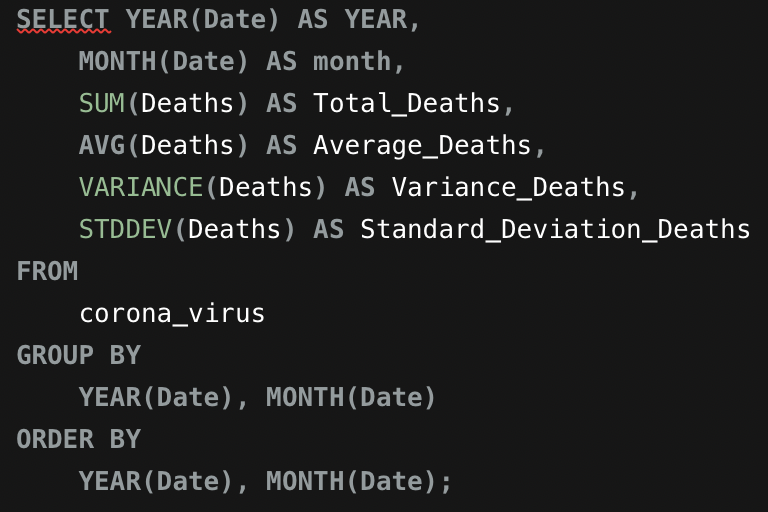 SELECT YEAR(Date) AS YEAR,
MONTH(Date) AS month,
SUM(Deaths) AS Total_Deaths,
AVG(Deaths) AS Average_Deaths,
VARIANCE(Deaths) AS Variance_Deaths,
STDDEV(Deaths) AS Standard_Deviation_Deaths
FROM
corona_virus
GROUP BY
YEAR(Date), MONTH(Date)
ORDER BY
YEAR(Date), MONTH(Date);